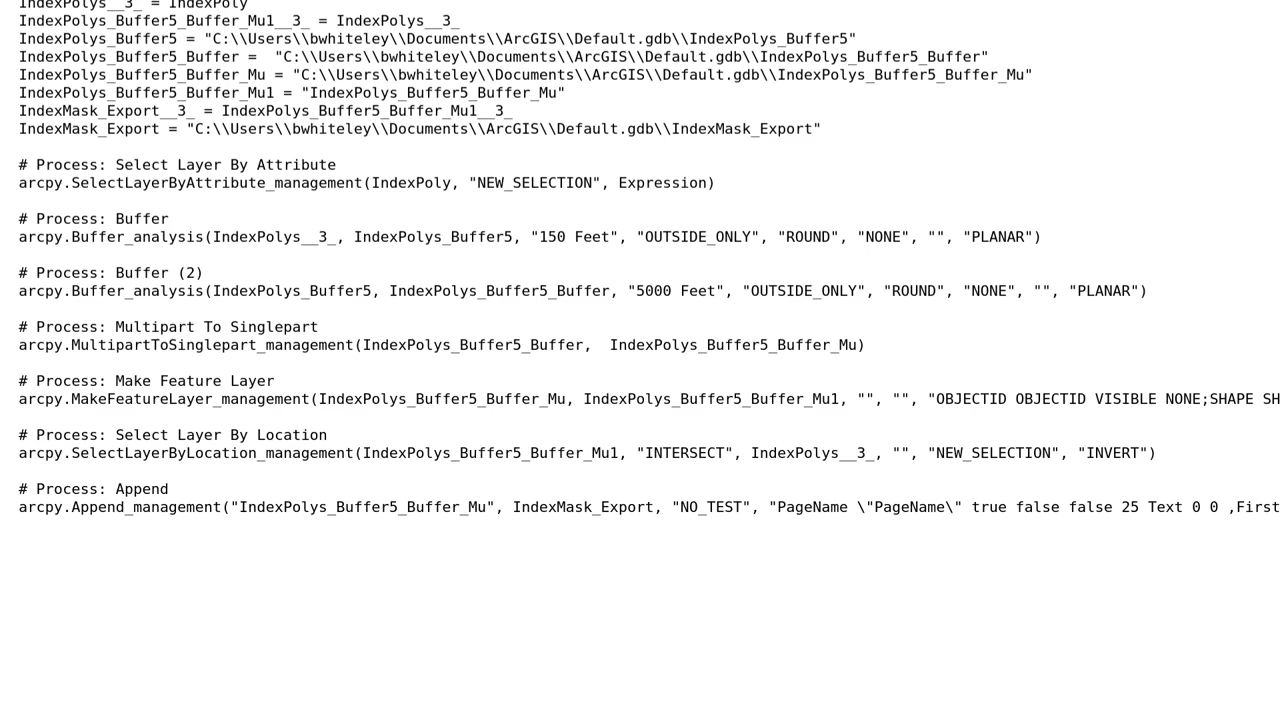 IndexPolys__3_ = IndexPoly
IndexPolys_Buffer5_Buffer_Mu1__3_ = IndexPolys__3_
IndexPolys_Buffer5 = "C:\\Users\\bwhiteley\\Documents\\ArcGIS\\Default.gdb\\IndexPolys_Buffer5"
IndexPolys_Buffer5_Buffer =  "C:\\Users\\bwhiteley\\Documents\\ArcGIS\\Default.gdb\\IndexPolys_Buffer5_Buffer"
IndexPolys_Buffer5_Buffer_Mu = "C:\\Users\\bwhiteley\\Documents\\ArcGIS\\Default.gdb\\IndexPolys_Buffer5_Buffer_Mu"
IndexPolys_Buffer5_Buffer_Mu1 = "IndexPolys_Buffer5_Buffer_Mu"
IndexMask_Export__3_ = IndexPolys_Buffer5_Buffer_Mu1__3_
IndexMask_Export = "C:\\Users\\bwhiteley\\Documents\\ArcGIS\\Default.gdb\\IndexMask_Export"
# Process: Select Layer By Attribute
arcpy.SelectLayerByAttribute_management(IndexPoly, "NEW_SELECTION", Expression)
# Process: Buffer
arcpy.Buffer_analysis(IndexPolys__3_, IndexPolys_Buffer5, "150 Feet", "OUTSIDE_ONLY", "ROUND", "NONE", "", "PLANAR")
# Process: Buffer (2)
arcpy.Buffer_analysis(IndexPolys_Buffer5, IndexPolys_Buffer5_Buffer, "5000 Feet", "OUTSIDE_ONLY", "ROUND", "NONE", "", "PLANAR")
# Process: Multipart To Singlepart
arcpy.MultipartToSinglepart_management(IndexPolys_Buffer5_Buffer,  IndexPolys_Buffer5_Buffer_Mu)
# Process: Make Feature Layer
arcpy.MakeFeatureLayer_management(IndexPolys_Buffer5_Buffer_Mu, IndexPolys_Buffer5_Buffer_Mu1, "", "", "OBJECTID OBJECTID VISIBLE NONE;SHAPE SH
# Process: Select Layer By Location
arcpy.SelectLayerByLocation_management(IndexPolys_Buffer5_Buffer_Mu1, "INTERSECT", IndexPolys__3_, "", "NEW_SELECTION", "INVERT")
# Process: Append
arcpy.Append_management("IndexPolys_Buffer5_Buffer_Mu", IndexMask_Export, "NO_TEST", "PageName \"PageName\" true false false 25 Text 0 0 ,First